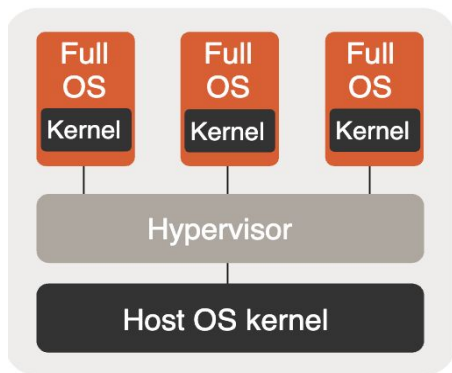 Full
OS
Kernel
Full
OS
Kernel
Full
OS
Kernel
Hypervisor
Host OS kernel